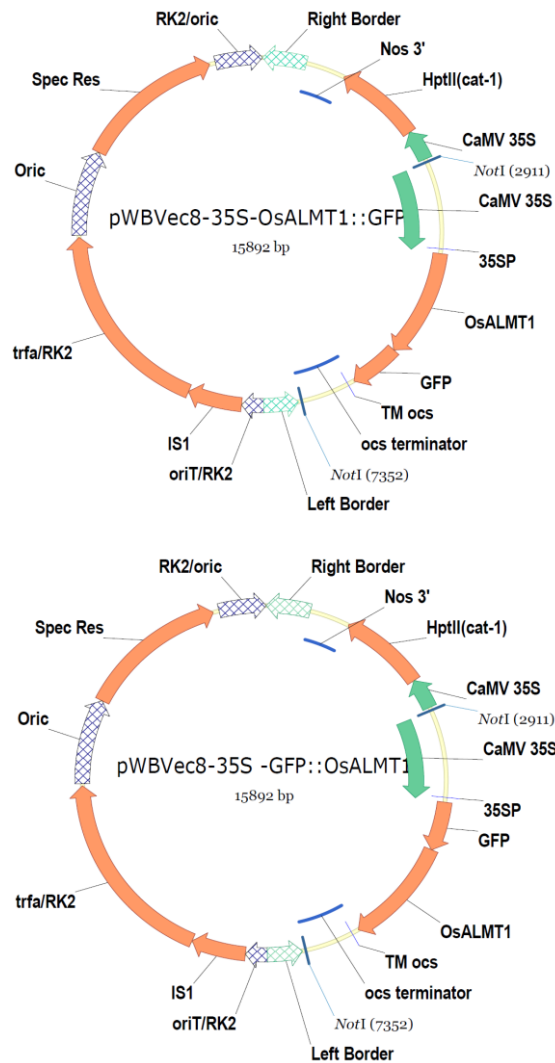 RK2/oric
Right Border
Nos 3'
Spec Res
HptII(cat-1)
CaMV 35S
NotI (2911)
Oric
CaMV 35S
pWBVec8-35S-OsALMT1::GFP
15892 bp
35SP
OsALMT1
trfa/RK2
GFP
TM ocs
IS1
ocs terminator
oriT/RK2
NotI (7352)
Left Border
RK2/oric
Right Border
Nos 3'
Spec Res
HptII(cat-1)
CaMV 35S
NotI (2911)
Oric
CaMV 35S
pWBVec8-35S -GFP::OsALMT1
15892 bp
35SP
GFP
trfa/RK2
OsALMT1
TM ocs
IS1
ocs terminator
oriT/RK2
NotI (7352)
Left Border